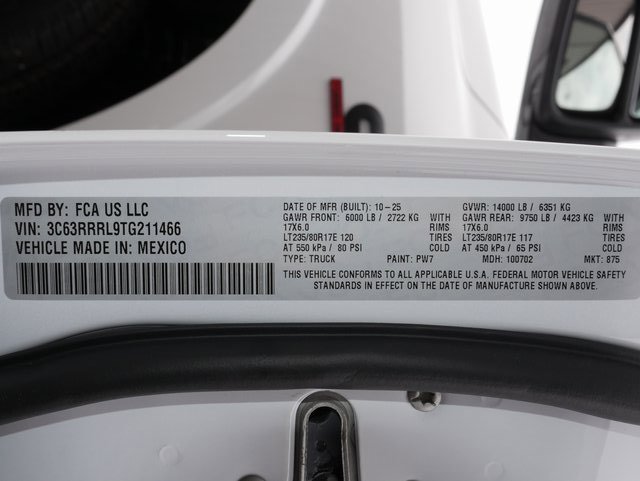 MFD BY: FCA US LLC
VIN: 3C63RRRL9TG211466
VEHICLE MADE IN: MEXICO
DATE OF MFR (BUILT): 10-25 GVWR: 14000 LB / 6351 KG
GAWR FRONT: 6000 LB / 2722 KG WITH GAWR REAR: 9750 LB / 4423 KG WITH
17X6.0 RIMS 17X6.0 RIMS
LT235/80R17E 120 TIRES LT235/80R17E 117 TIRES
AT 550 kPa / 80 PSI COLD AT 450 kPa / 65 PSI COLD
TYPE: TRUCK PAINT: PW7 MDH: 100702 MKT: 875
THIS VEHICLE CONFORMS TO ALL APPLICABLE U.S.A. FEDERAL MOTOR VEHICLE SAFETY
STANDARDS IN EFFECT ON THE DATE OF MANUFACTURE SHOWN ABOVE.